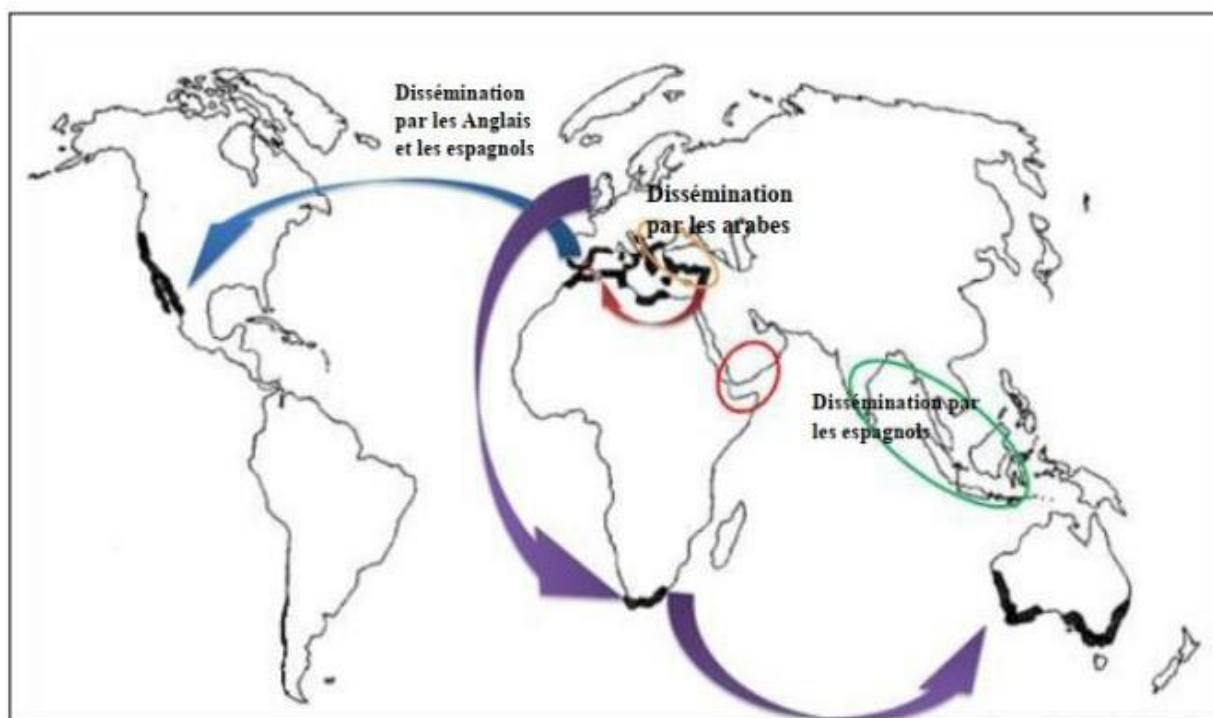 Dissémination
par les Anglais
et les espagnols
Dissémination
par les arabes
Dissémination par
les espagnols